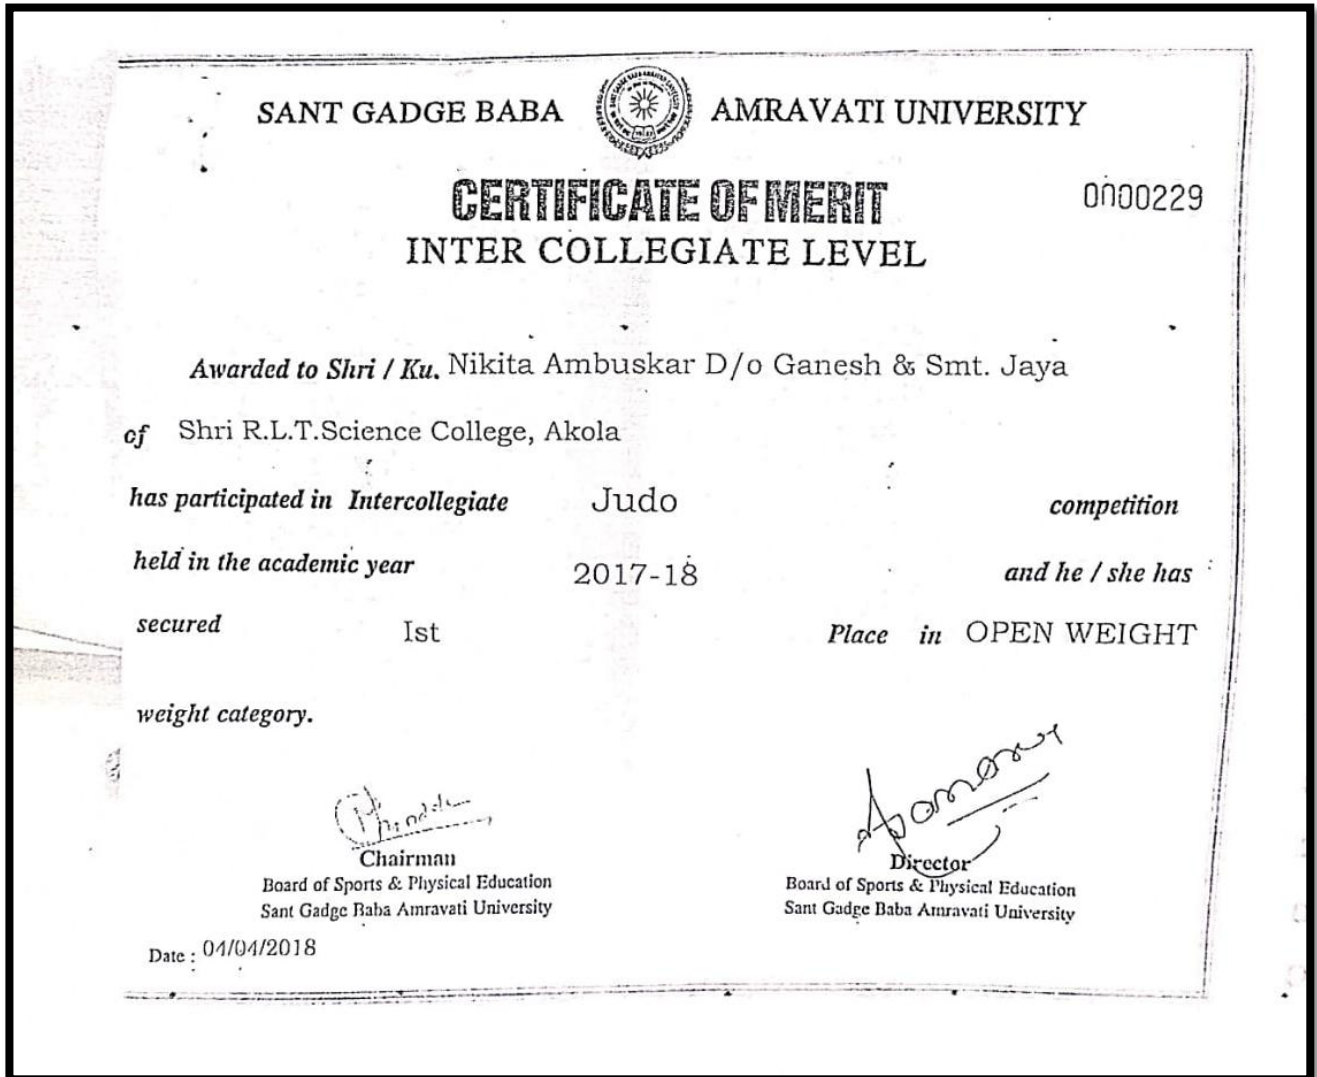 SANT GADGE BABA AMRAVATI UNIVERSITY
CERTIFICATE OF MERIT
0000229
INTER COLLEGIATE LEVEL
Awarded to Shri / Ku. Nikita Ambuskar D/o Ganesh & Smt. Jaya
of Shri R.L.T.Science College, Akola
has participated in Intercollegiate Judo competition
held in the academic year 2017-18 and he / she has
secured Ist Place in OPEN WEIGHT
weight category.
Chairman
Board of Sports & Physical Education
Sant Gadge Baba Amravati University
Director
Board of Sports & Physical Education
Sant Gadge Baba Amravati University
Date : 04/04/2018